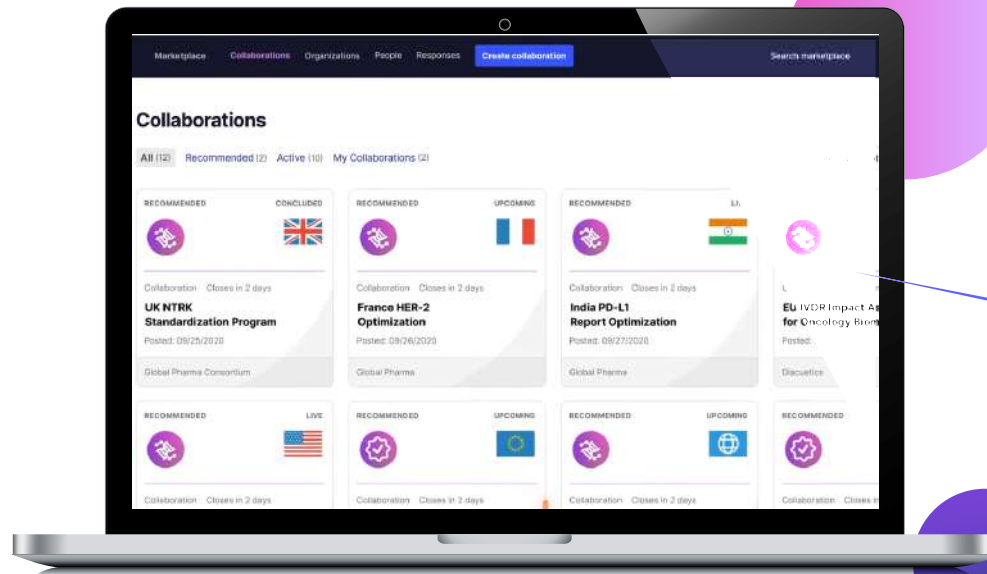 Marketplace Collaborations Organizations People Responses Create collaboration Search marketplace
Collaborations
All (12) Recommended (2) Active (10) My Collaborations (2)
RECOMMENDED CONCLUDED
Collaboration Closes in 2 days
UK NTRK
Standardization Program
Posted: 09/25/2020
Global Pharma Consortium
RECOMMENDED UPCOMING
Collaboration Closes in 2 days
France HER-2
Optimization
Posted: 09/26/2020
Global Pharma
RECOMMENDED
Collaboration Closes in 2 days
India PD-L1
Report Optimization
Posted: 09/27/2020
Global Pharma
EU IVDR Impact As
for Oncology Biom
Posted:
Diaceutics
RECOMMENDED LIVE
Collaboration Closes in 2 days
RECOMMENDED UPCOMING
Collaboration Closes in 2 days
RECOMMENDED UPCOMING
Collaboration Closes in 2 days
RECOMMENDED
Collaboration Closes